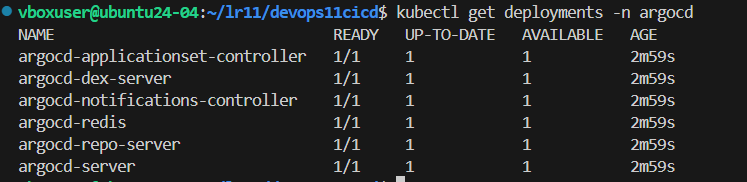 vboxuser@ubuntu24-04:~/lr11/devops11cicd$ kubectl get deployments -n argocd
NAME READY UP-TO-DATE AVAILABLE AGE
argocd-applicationset-controller 1/1 1 1 2m59s
argocd-dex-server 1/1 1 1 2m59s
argocd-notifications-controller 1/1 1 1 2m59s
argocd-redis 1/1 1 1 2m59s
argocd-repo-server 1/1 1 1 2m59s
argocd-server 1/1 1 1 2m59s